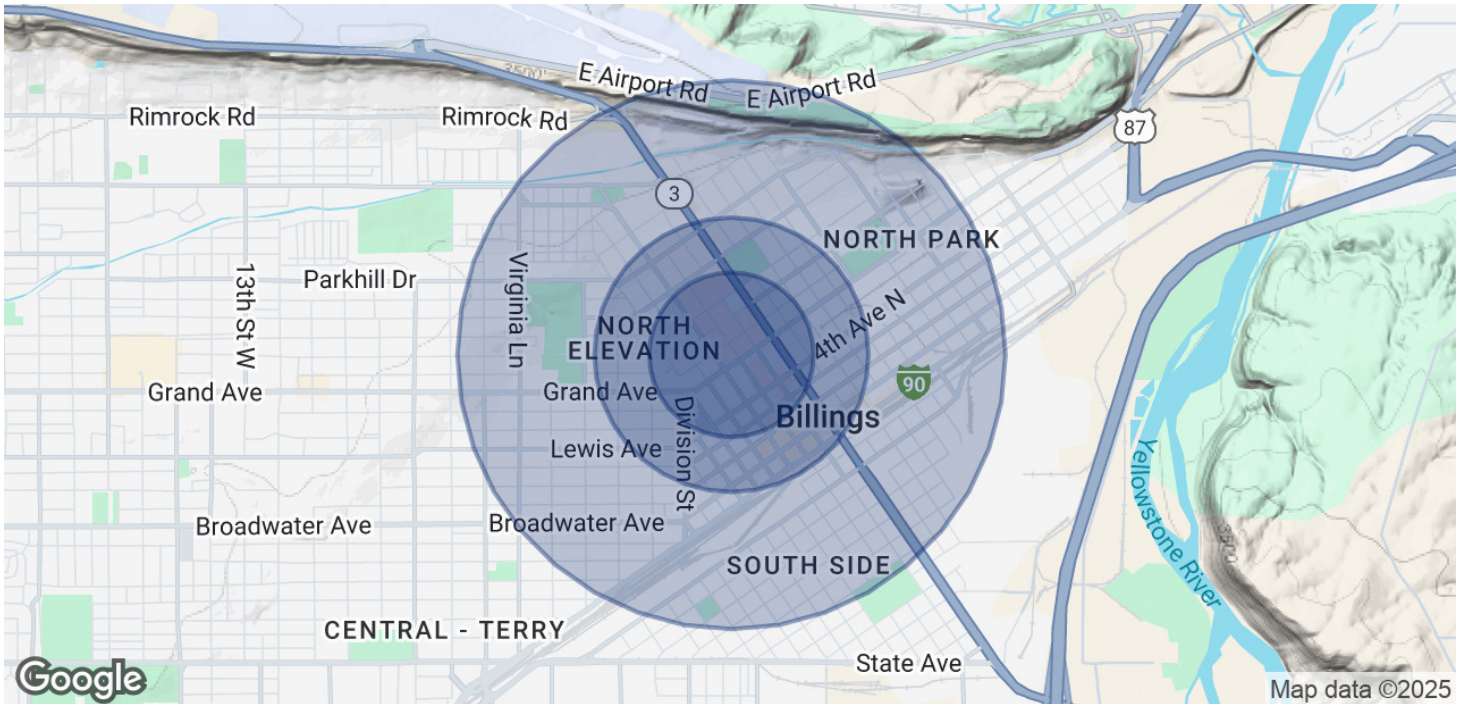 E Airport Rd
E Airport Rd
3500'
Rimrock Rd
Rimrock Rd
87
3
NORTH PARK
Parkhill Dr
13th St W
Virginia Ln
NORTH
ELEVATION
4th Ave N
90
Grand Ave
Grand Ave
Billings
Division St
Lewis Ave
Broadwater Ave
Broadwater Ave
Yellowstone River
3500
SOUTH SIDE
CENTRAL - TERRY
State Ave
Google
Map data ©2025